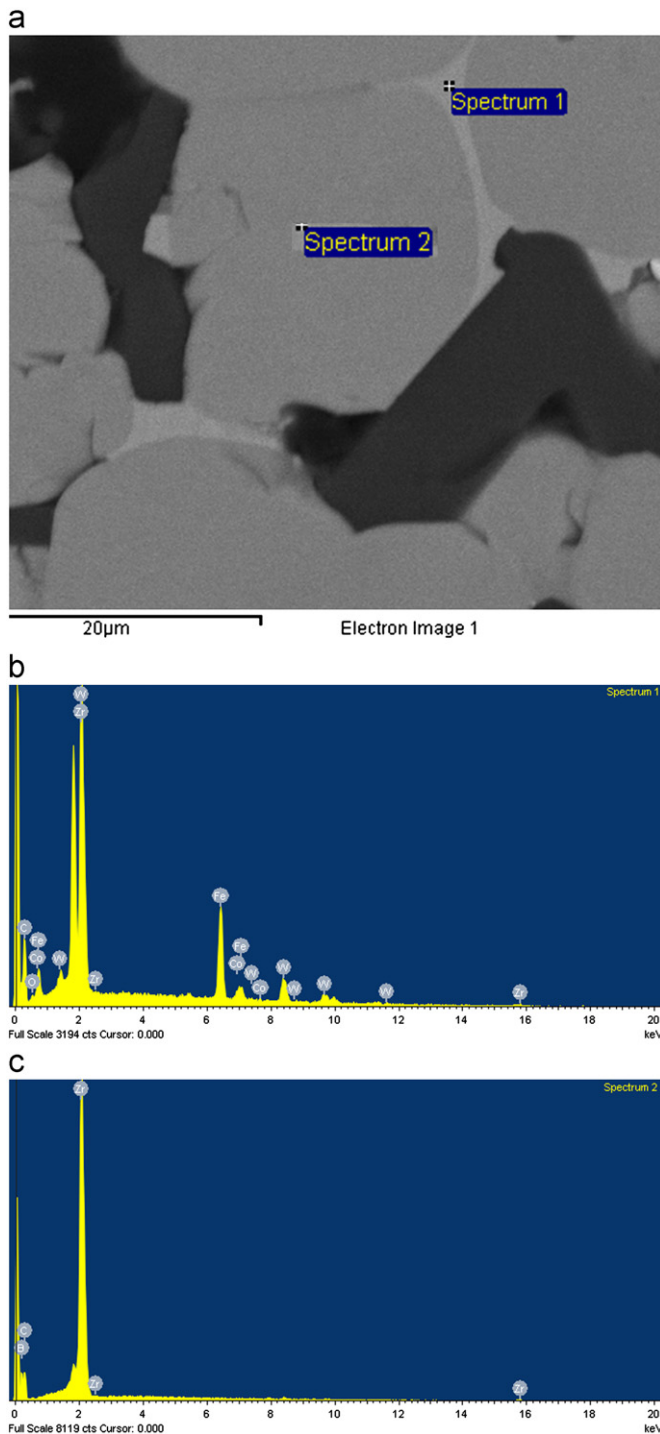 a
Spectrum 1
Spectrum 2
20μm Electron Image 1
b
Spectrum 1
W
Zr
Fe
C
Fe
Fe
Co
W
Co
W
W
O
Zr
Co
W
W
W
Zr
0 2 4 6 8 10 12 14 16 18 20
Full Scale 3194 cts Cursor: 0.000 keV
c
Spectrum 2
Zr
C
B
Zr
Zr
0 2 4 6 8 10 12 14 16 18 20
Full Scale 8119 cts Cursor: 0.000 keV